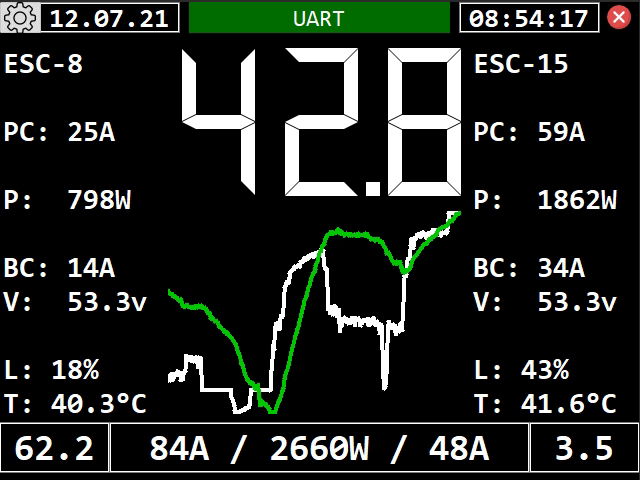 12.07.21 UART 08:54:17
42.8
ESC-8
PC: 25A
P: 798W
BC: 14A
V: 53.3v
L: 18%
T: 40.3°C
ESC-15
PC: 59A
P: 1862W
BC: 34A
V: 53.3v
L: 43%
T: 41.6°C
62.2 84A / 2660W / 48A 3.5